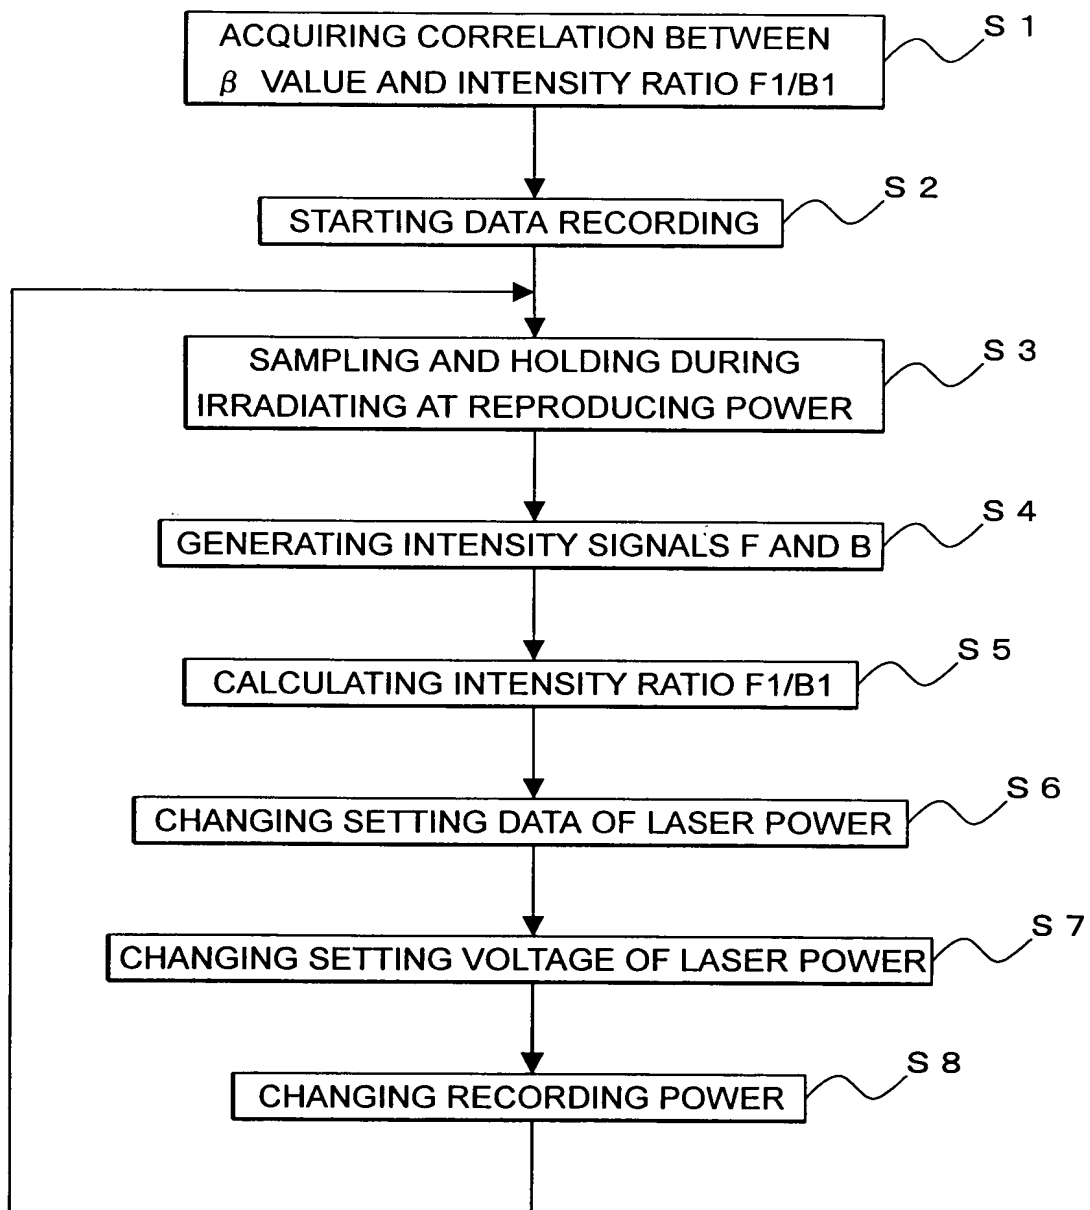 ACQUIRING CORRELATION BETWEEN
β VALUE AND INTENSITY RATIO F1/B1
S 1
STARTING DATA RECORDING
S 2
SAMPLING AND HOLDING DURING
IRRADIATING AT REPRODUCING POWER
S 3
GENERATING INTENSITY SIGNALS F AND B
S 4
CALCULATING INTENSITY RATIO F1/B1
S 5
CHANGING SETTING DATA OF LASER POWER
S 6
CHANGING SETTING VOLTAGE OF LASER POWER
S 7
CHANGING RECORDING POWER
S 8